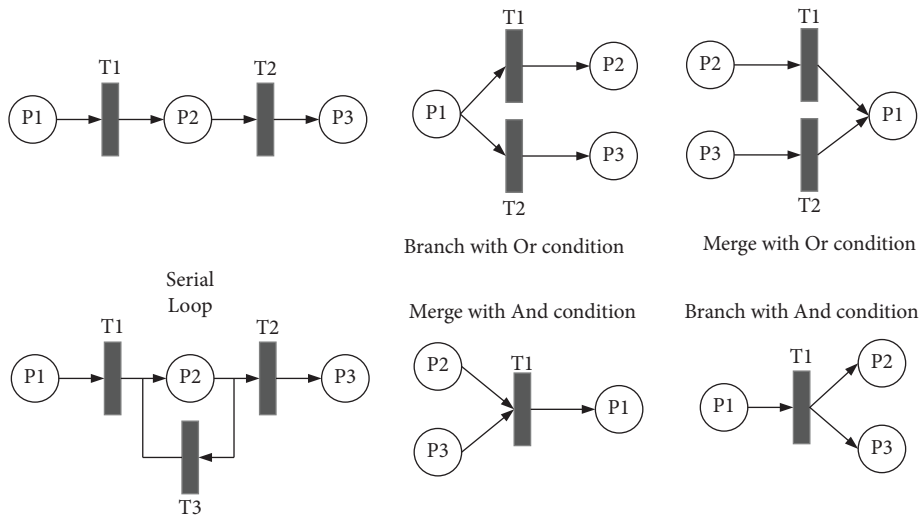 T1
T2
P1
P2
P3
T1
P2
P1
P3
T2
Branch with Or condition
T1
P2
P1
P3
T2
Merge with Or condition
Serial
Loop
T1
T2
P1
P2
P3
T3
Merge with And condition
T1
P2
P1
P3
Branch with And condition
T1
P2
P1
P3